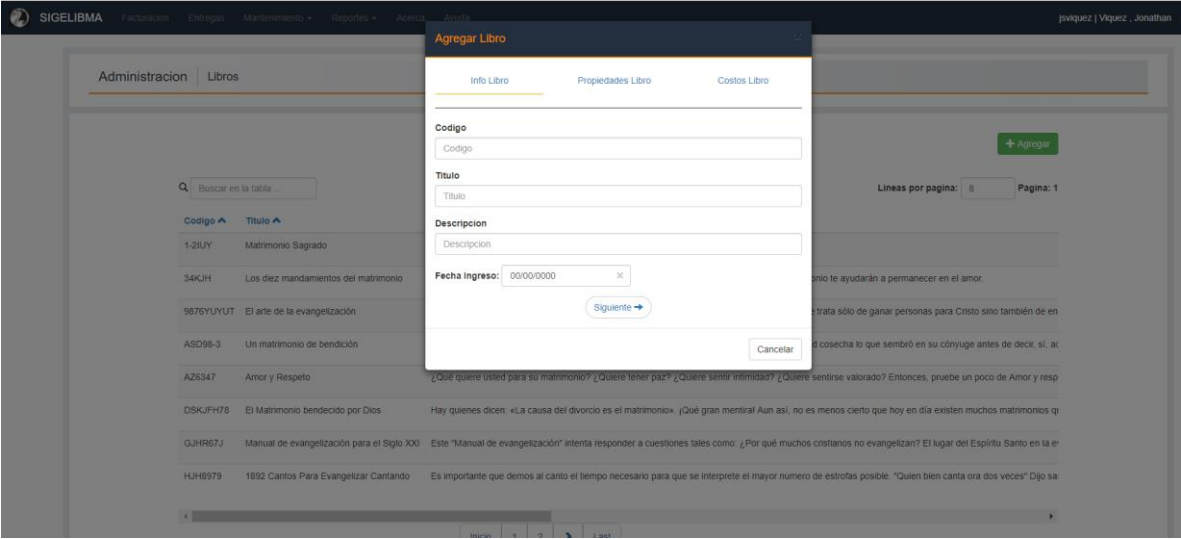 SIGELIBMA Facturacion Entregas Mantenimiento Reportes Acerca Ayuda jsviquez | Viquez , Jonathan
Agregar Libro
Administracion Libros
Info Libro Propiedades Libro Costos Libro
Codigo
Codigo
+ Agregar
Titulo
Buscar en la tabla ... Titulo Lineas por pagina: 8 Pagina: 1
Codigo Titulo Descripcion
1-2IUY Matrimonio Sagrado Descripcion
34KJH Los diez mandamientos del matrimonio Fecha Ingreso: 00/00/0000 te ayudarán a permanecer en el amor.
Siguiente
9876YUYUT El arte de la evangelización trata sólo de ganar personas para Cristo sino también de en
ASD98-3 Un matrimonio de bendición Cancelar cosecha lo que sembró en su cónyuge antes de decir, sí,
AZ6347 Amor y Respeto ¿Qué quiere usted para su matrimonio? ¿Quiere tener paz? ¿Quiere sentir intimidad? ¿Quiere sentirse valorado? Entonces, pruebe un poco de Amor y resp
DSKJFH78 El Matrimonio bendecido por Dios Hay quienes dicen: «La causa del divorcio es el matrimonio». ¡Qué gran mentira! Aun así, no es menos cierto que hoy en día existen muchos matrimonios
GJHR67J Manual de evangelización para el Siglo XXI Este "Manual de evangelización" intenta responder a cuestiones tales como: ¿Por qué muchos cristianos no evangelizan? El lugar del Espíritu Santo en la
HJH6979 1892 Cantos Para Evangelizar Cantando Es importante que demos al canto el tiempo necesario para que se interprete el mayor numero de estrofas posible. "Quien bien canta ora dos veces" Dijo
Inicio 1 2 Last